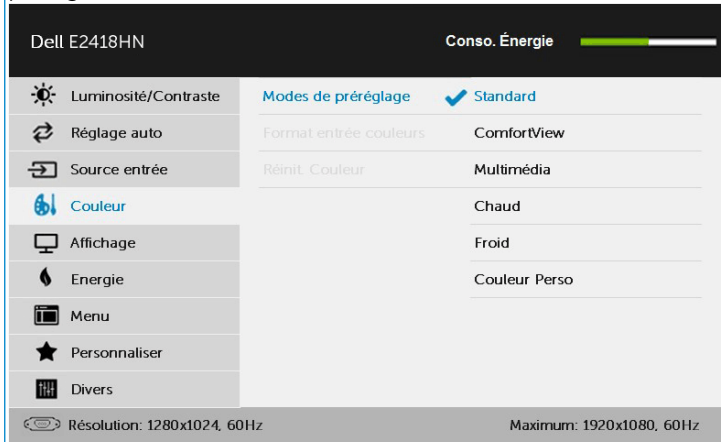 Dell E2418HN
Conso. Énergie
Luminosité/Contraste
Modes de préréglage
Standard
Réglage auto
Format entrée couleurs
ComfortView
Source entrée
Réinit. Couleur
Multimédia
Couleur
Chaud
Affichage
Froid
Energie
Couleur Perso
Menu
Personnaliser
Divers
Résolution: 1280x1024, 60Hz
Maximum: 1920x1080, 60Hz